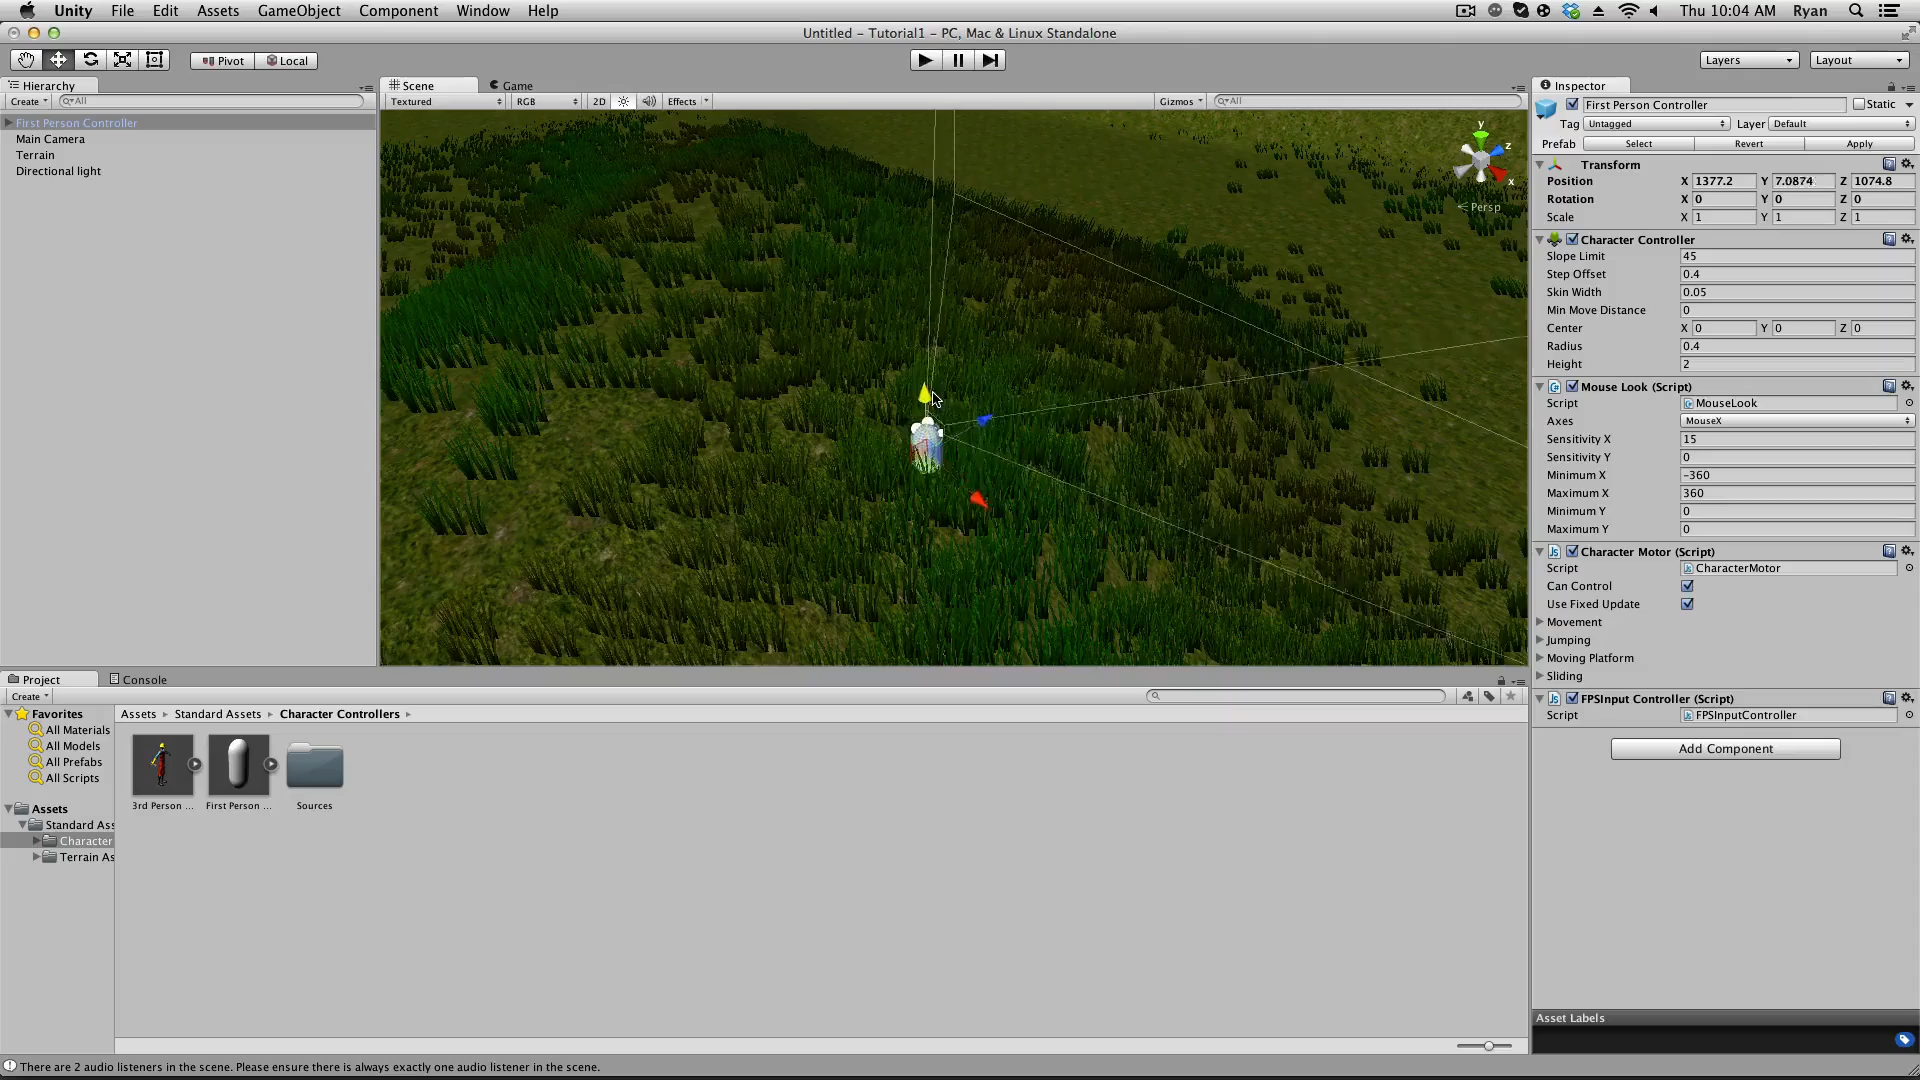 Unity File Edit Assets GameObject Component Window Help Thu 10:04 AM Ryan
Untitled – Tutorial1 – PC, Mac & Linux Standalone
Pivot Local Layers Layout
Hierarchy
Create All
First Person Controller
Main Camera
Terrain
Directional light
Scene Game
Textured RGB 2D Effects Gizmos All
y
z
x
Persp
Inspector
First Person Controller Static
Tag Untagged Layer Default
Prefab Select Revert Apply
Transform
Position X 1377.2 Y 7.0874 Z 1074.8
Rotation X 0 Y 0 Z 0
Scale X 1 Y 1 Z 1
Character Controller
Slope Limit 45
Step Offset 0.4
Skin Width 0.05
Min Move Distance 0
Center X 0 Y 0 Z 0
Radius 0.4
Height 2
Mouse Look (Script)
Script MouseLook
Axes MouseX
Sensitivity X 15
Sensitivity Y 0
Minimum X -360
Maximum X 360
Minimum Y 0
Maximum Y 0
Character Motor (Script)
Script CharacterMotor
Can Control
Use Fixed Update
Movement
Jumping
Moving Platform
Sliding
FPSInput Controller (Script)
Script FPSInputController
Add Component
Asset Labels
Project Console
Create
Favorites
All Materials
All Models
All Prefabs
All Scripts
Assets
Standard Ass
Character
Terrain As
Assets Standard Assets Character Controllers
3rd Person ... First Person ... Sources
There are 2 audio listeners in the scene. Please ensure there is always exactly one audio listener in the scene.